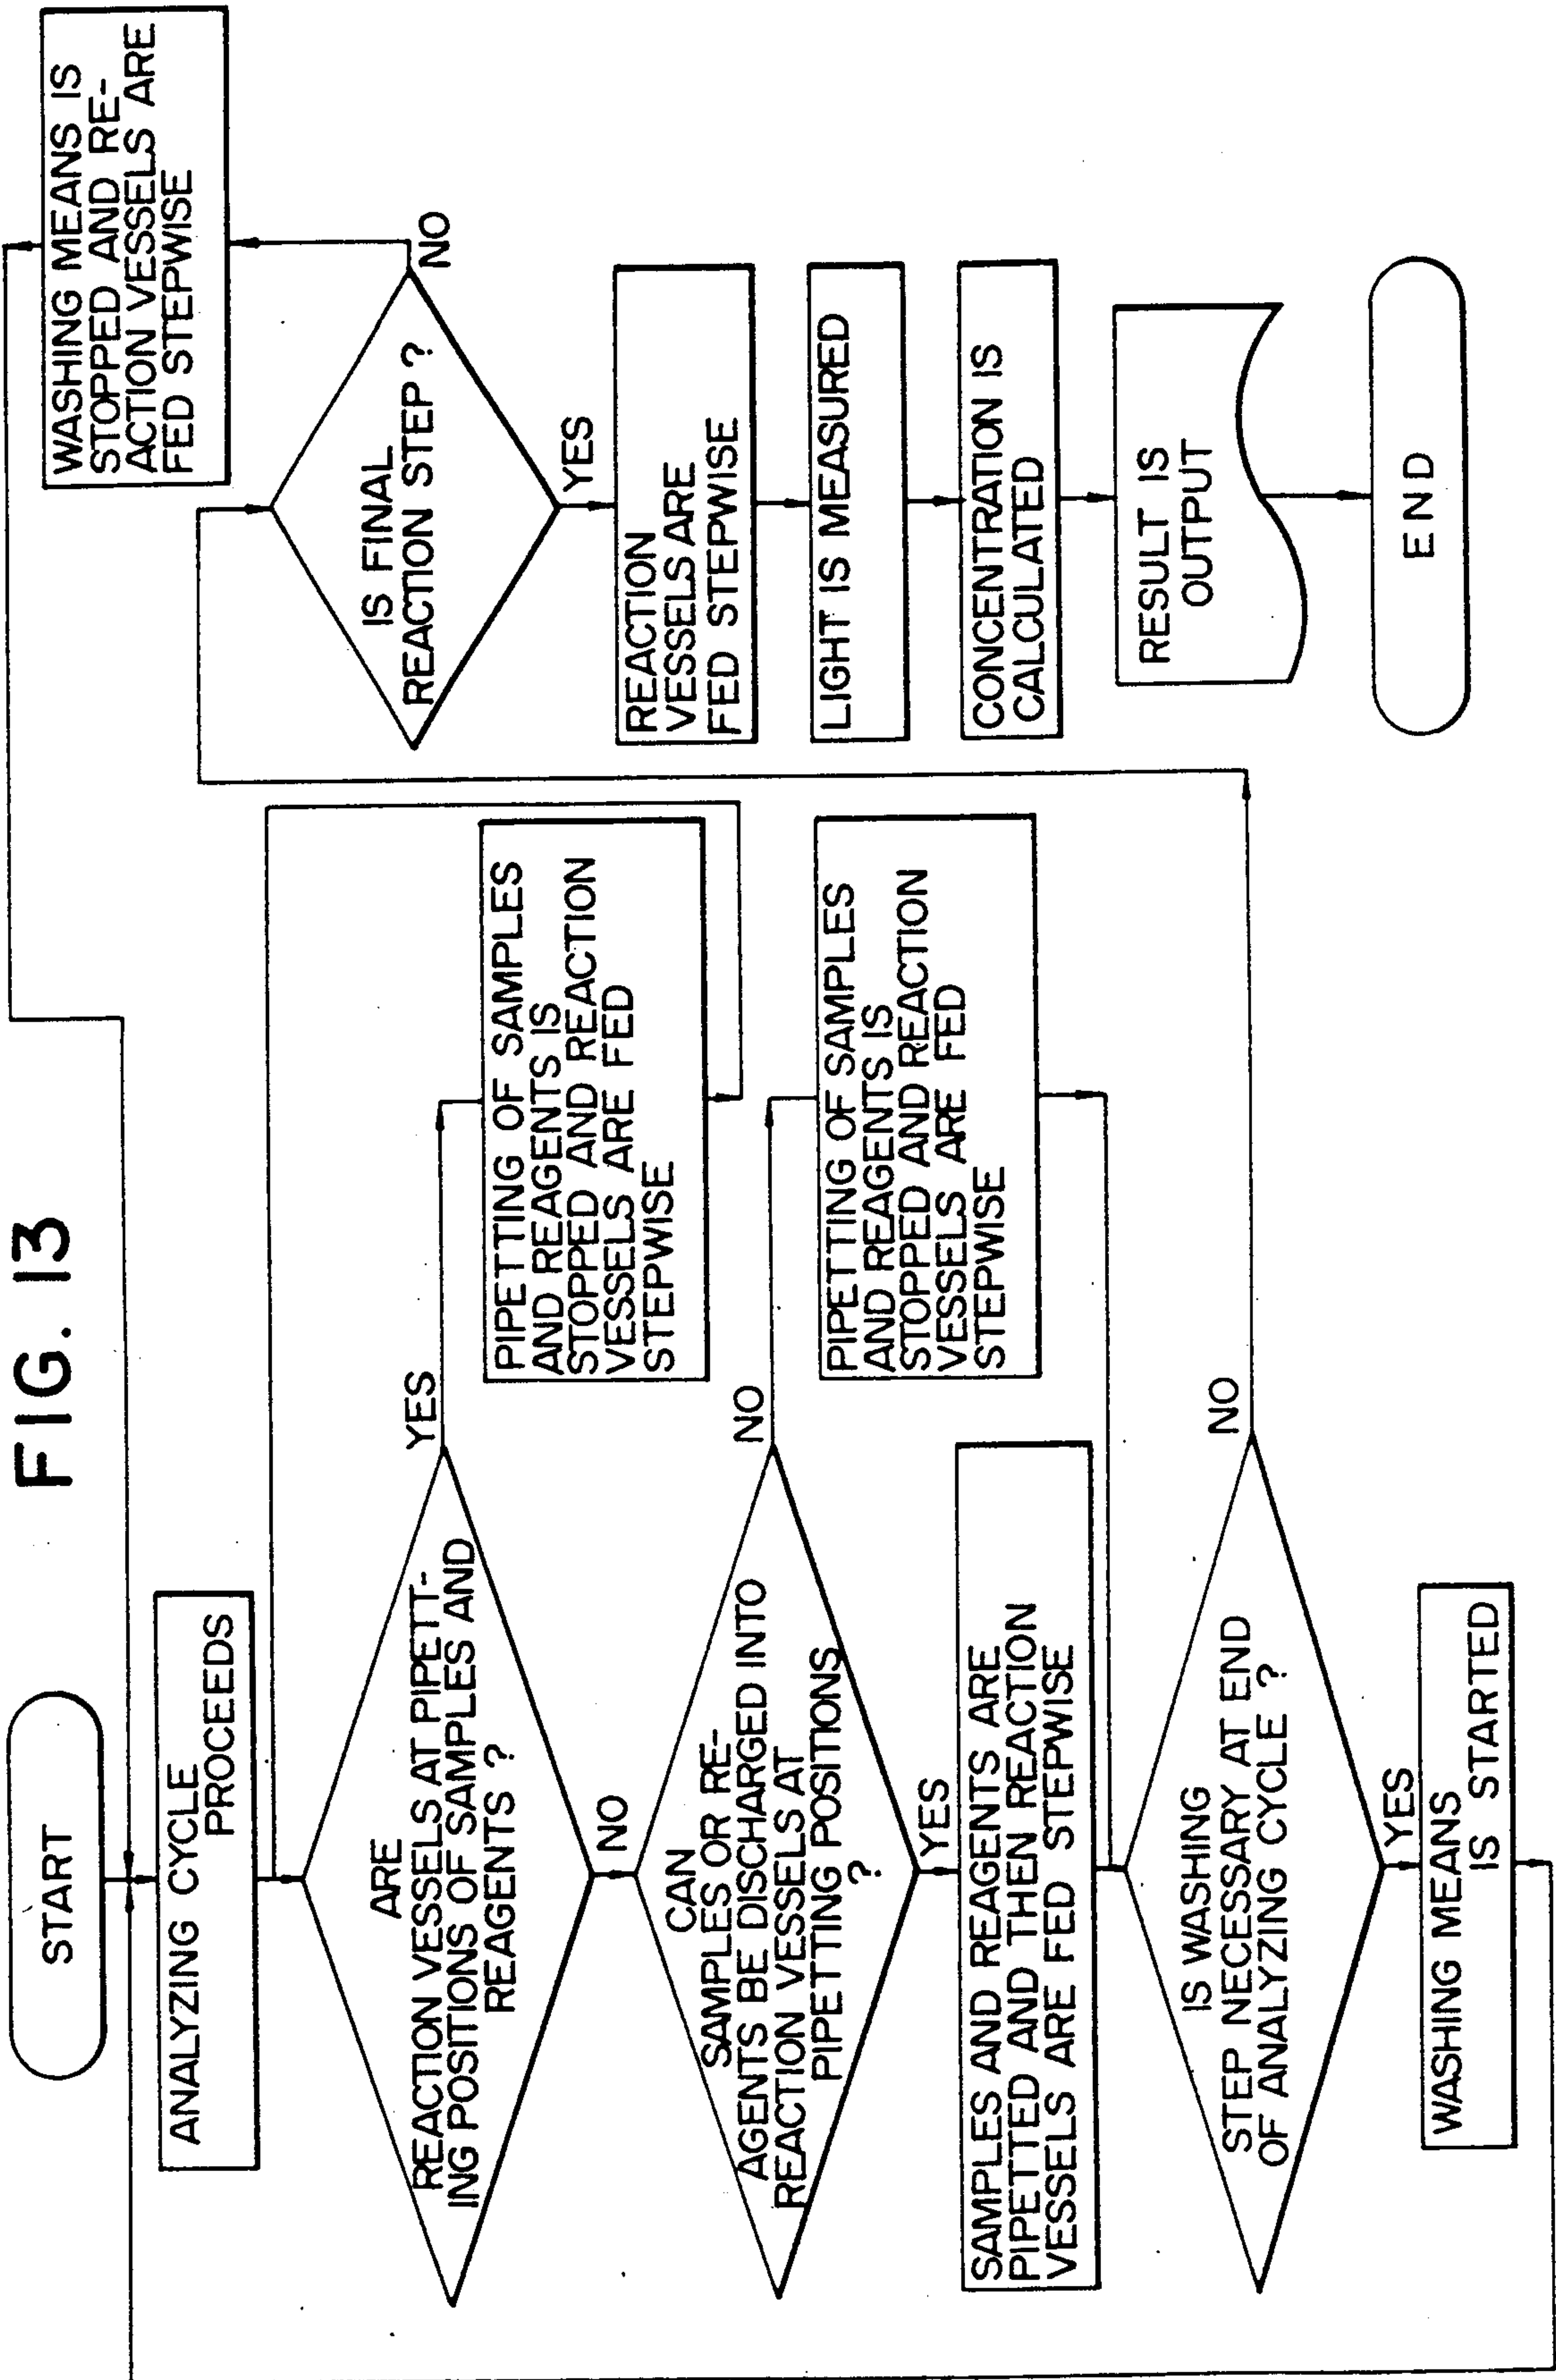 FIG. 13
START
ANALYZING CYCLE
PROCEEDS
ARE
REACTION VESSELS AT PIPETT-
ING POSITIONS OF SAMPLES AND
REAGENTS ?
YES
NO
PIPETTING OF SAMPLES
AND REAGENTS IS
STOPPED AND REACTION
VESSELS ARE FED
STEPWISE
CAN
SAMPLES OR RE-
AGENTS BE DISCHARGED INTO
REACTION VESSELS AT
PIPETTING POSITIONS
?
NO
YES
PIPETTING OF SAMPLES
AND REAGENTS IS
STOPPED AND REACTION
VESSELS ARE FED
STEPWISE
SAMPLES AND REAGENTS ARE
PIPETTED AND THEN REACTION
VESSELS ARE FED STEPWISE
IS WASHING
STEP NECESSARY AT END
OF ANALYZING CYCLE ?
NO
YES
WASHING MEANS
IS STARTED
WASHING MEANS IS
STOPPED AND RE-
ACTION VESSELS ARE
FED STEPWISE
IS FINAL
REACTION STEP ?
NO
YES
REACTION
VESSELS ARE
FED STEPWISE
LIGHT IS MEASURED
CONCENTRATION IS
CALCULATED
RESULT IS
OUTPUT
END